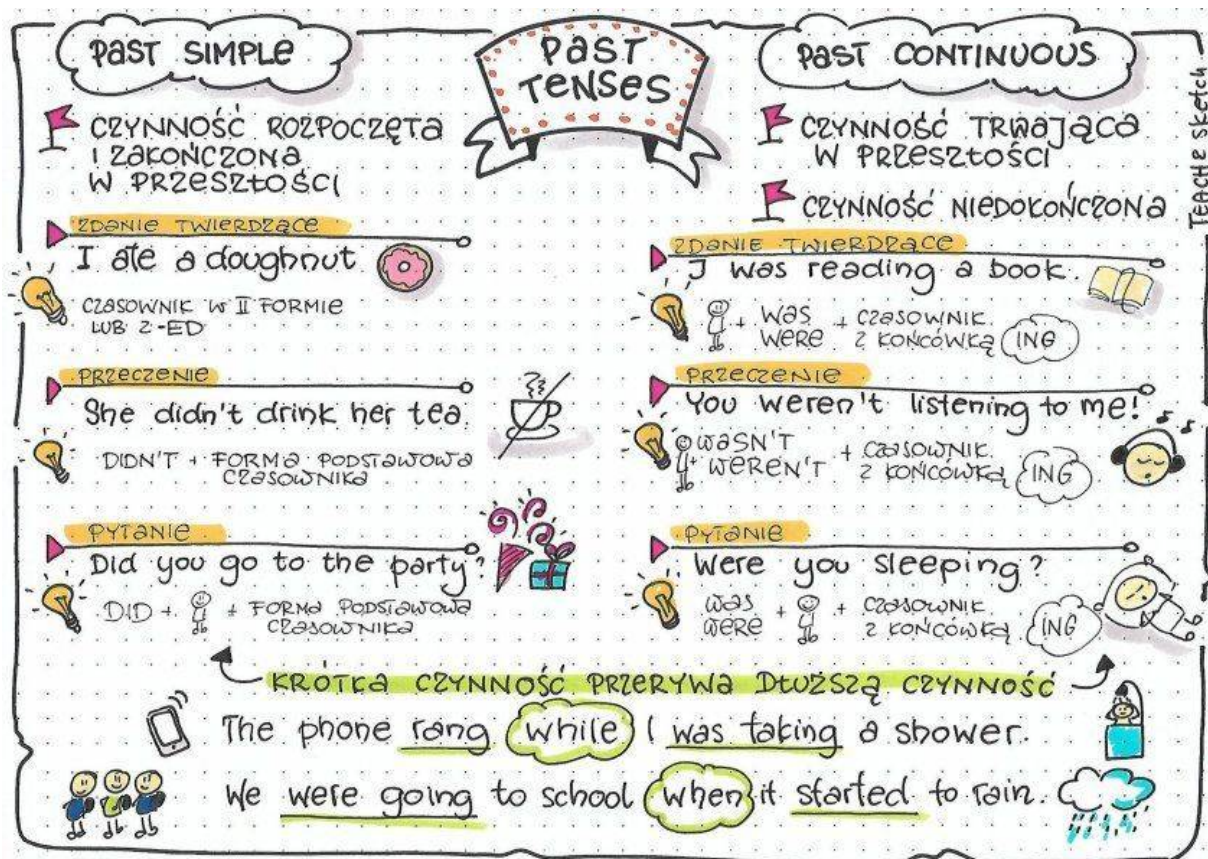 PAST SIMPLE
PAST
TENSES
PAST CONTINUOUS
CZYNNOŚĆ ROZPOCZĘTA
I ZAKOŃCZONA
W PRZESZŁOŚCI
ZDANIE TWIERDZĄCE
I ate a doughnut
CZASOWNIK W II FORMIE
LUB Z -ED
PRZECZENIE
She didn't drink her tea
DIDN'T + FORMA PODSTAWOWA
CZASOWNIKA
PYTANIE
Did you go to the party?
DID + + FORMA PODSTAWOWA
CZASOWNIKA
CZYNNOŚĆ TRWAJĄCA
W PRZESZŁOŚCI
CZYNNOŚĆ NIEDOKOŃCZONA
ZDANIE TWIERDZĄCE
I was reading a book.
+ WAS + CZASOWNIK
WERE Z KOŃCÓWKĄ ING
PRZECZENIE
You weren't listening to me!
WASN'T + CZASOWNIK
+ WEREN'T Z KOŃCÓWKĄ ING
PYTANIE
Were you sleeping?
WAS + + CZASOWNIK
WERE Z KOŃCÓWKĄ ING
KRÓTKA CZYNNOŚĆ PRZERYWA DŁUŻSZĄ CZYNNOŚĆ
The phone rang while I was taking a shower.
We were going to school when it started to rain.
TEACH & SKETCH